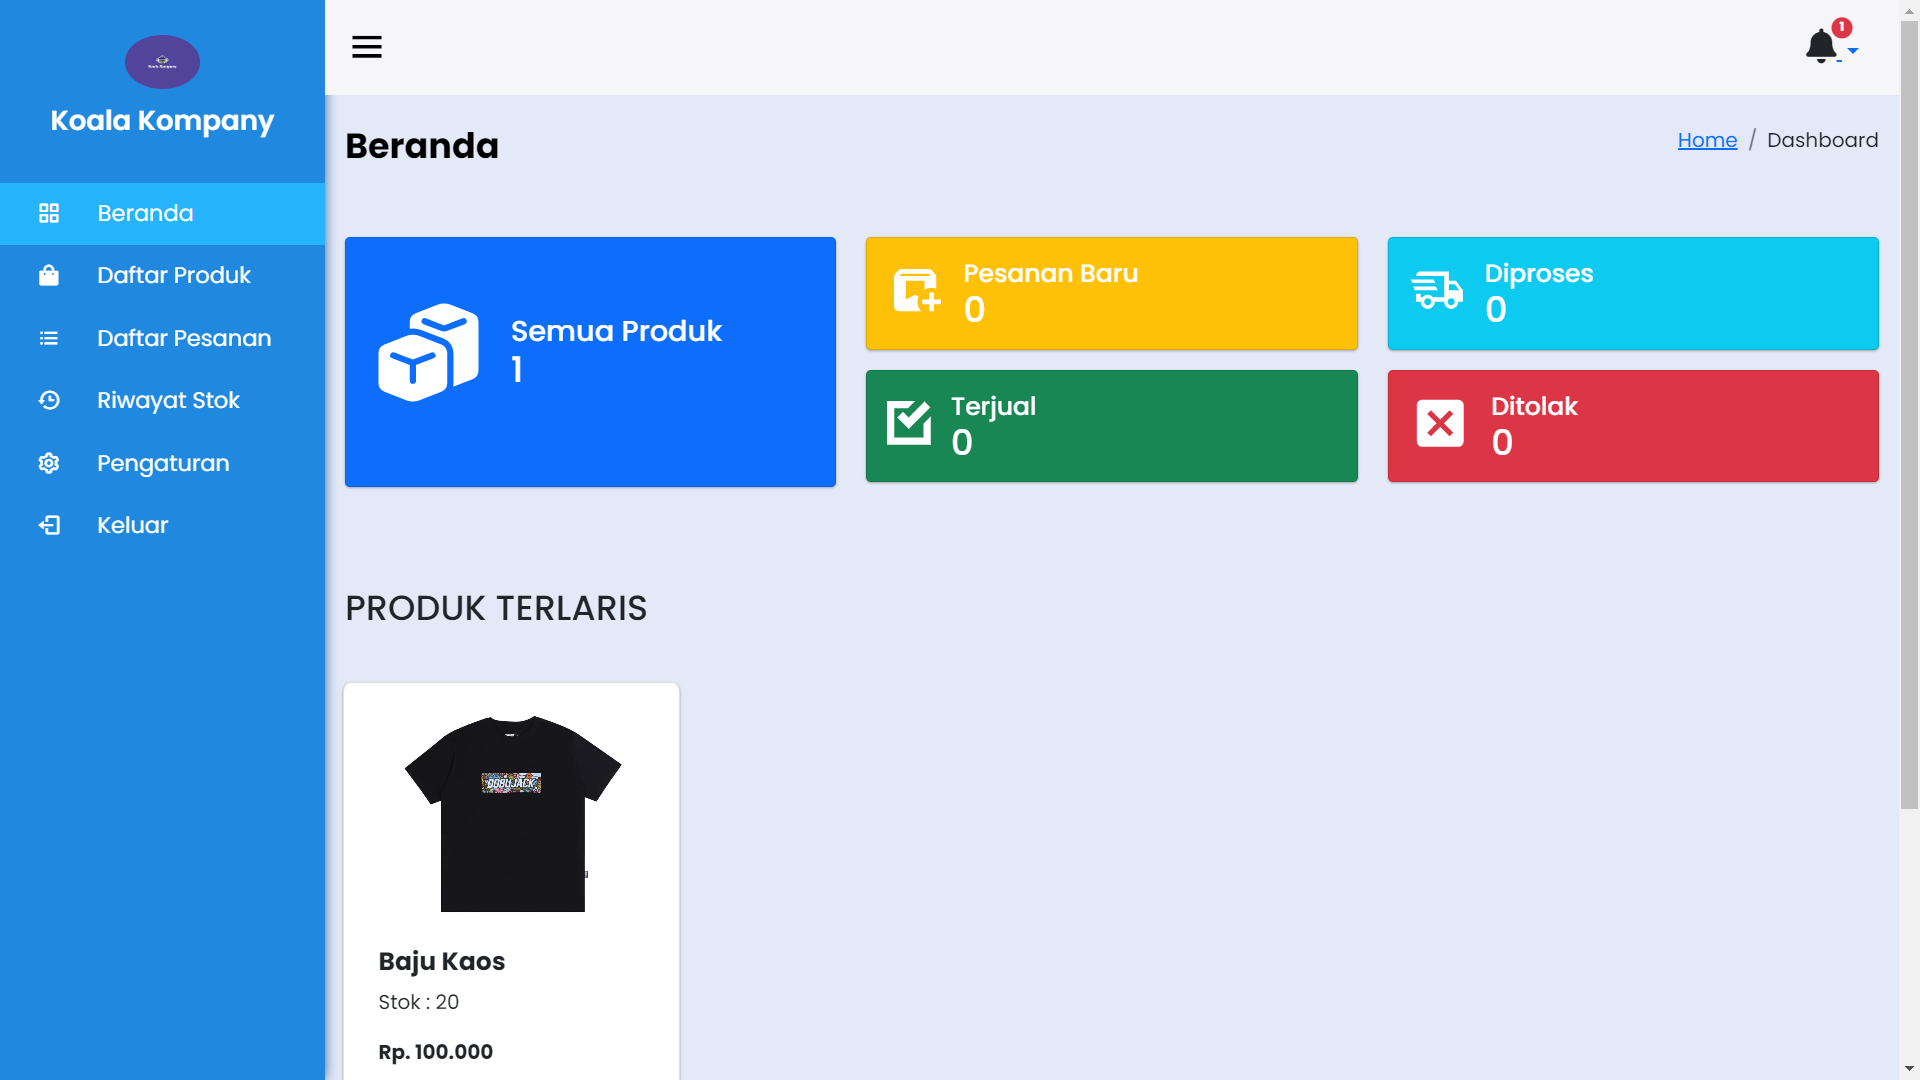 Koala Kompany
Beranda
Daftar Produk
Daftar Pesanan
Riwayat Stok
Pengaturan
Keluar
1
Beranda
Home / Dashboard
Semua Produk
1
Pesanan Baru
0
Diproses
0
Terjual
0
Ditolak
0
PRODUK TERLARIS
DOBUJACK
Baju Kaos
Stok : 20
Rp. 100.000